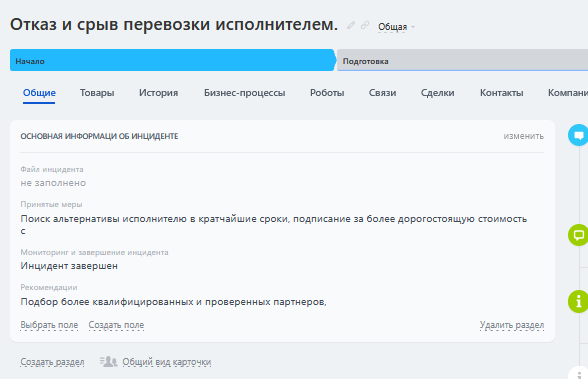 Отказ и срыв перевозки исполнителем. Общая
Начало Подготовка
Общие Товары История Бизнес-процессы Роботы Связи Сделки Контакты Компани
ОСНОВНАЯ ИНФОРМАЦИ ОБ ИНЦИДЕНТЕ изменить
Файл инцидента
не заполнено
Принятые меры
Поиск альтернативы исполнителю в кратчайшие сроки, подписание за более дорогостоящую стоимость
с
Мониторинг и завершение инцидента
Инцидент завершен
Рекомендации
Подбор более квалифицированных и проверенных партнеров,
Выбрать поле Создать поле Удалить раздел
Создать раздел Общий вид карточки